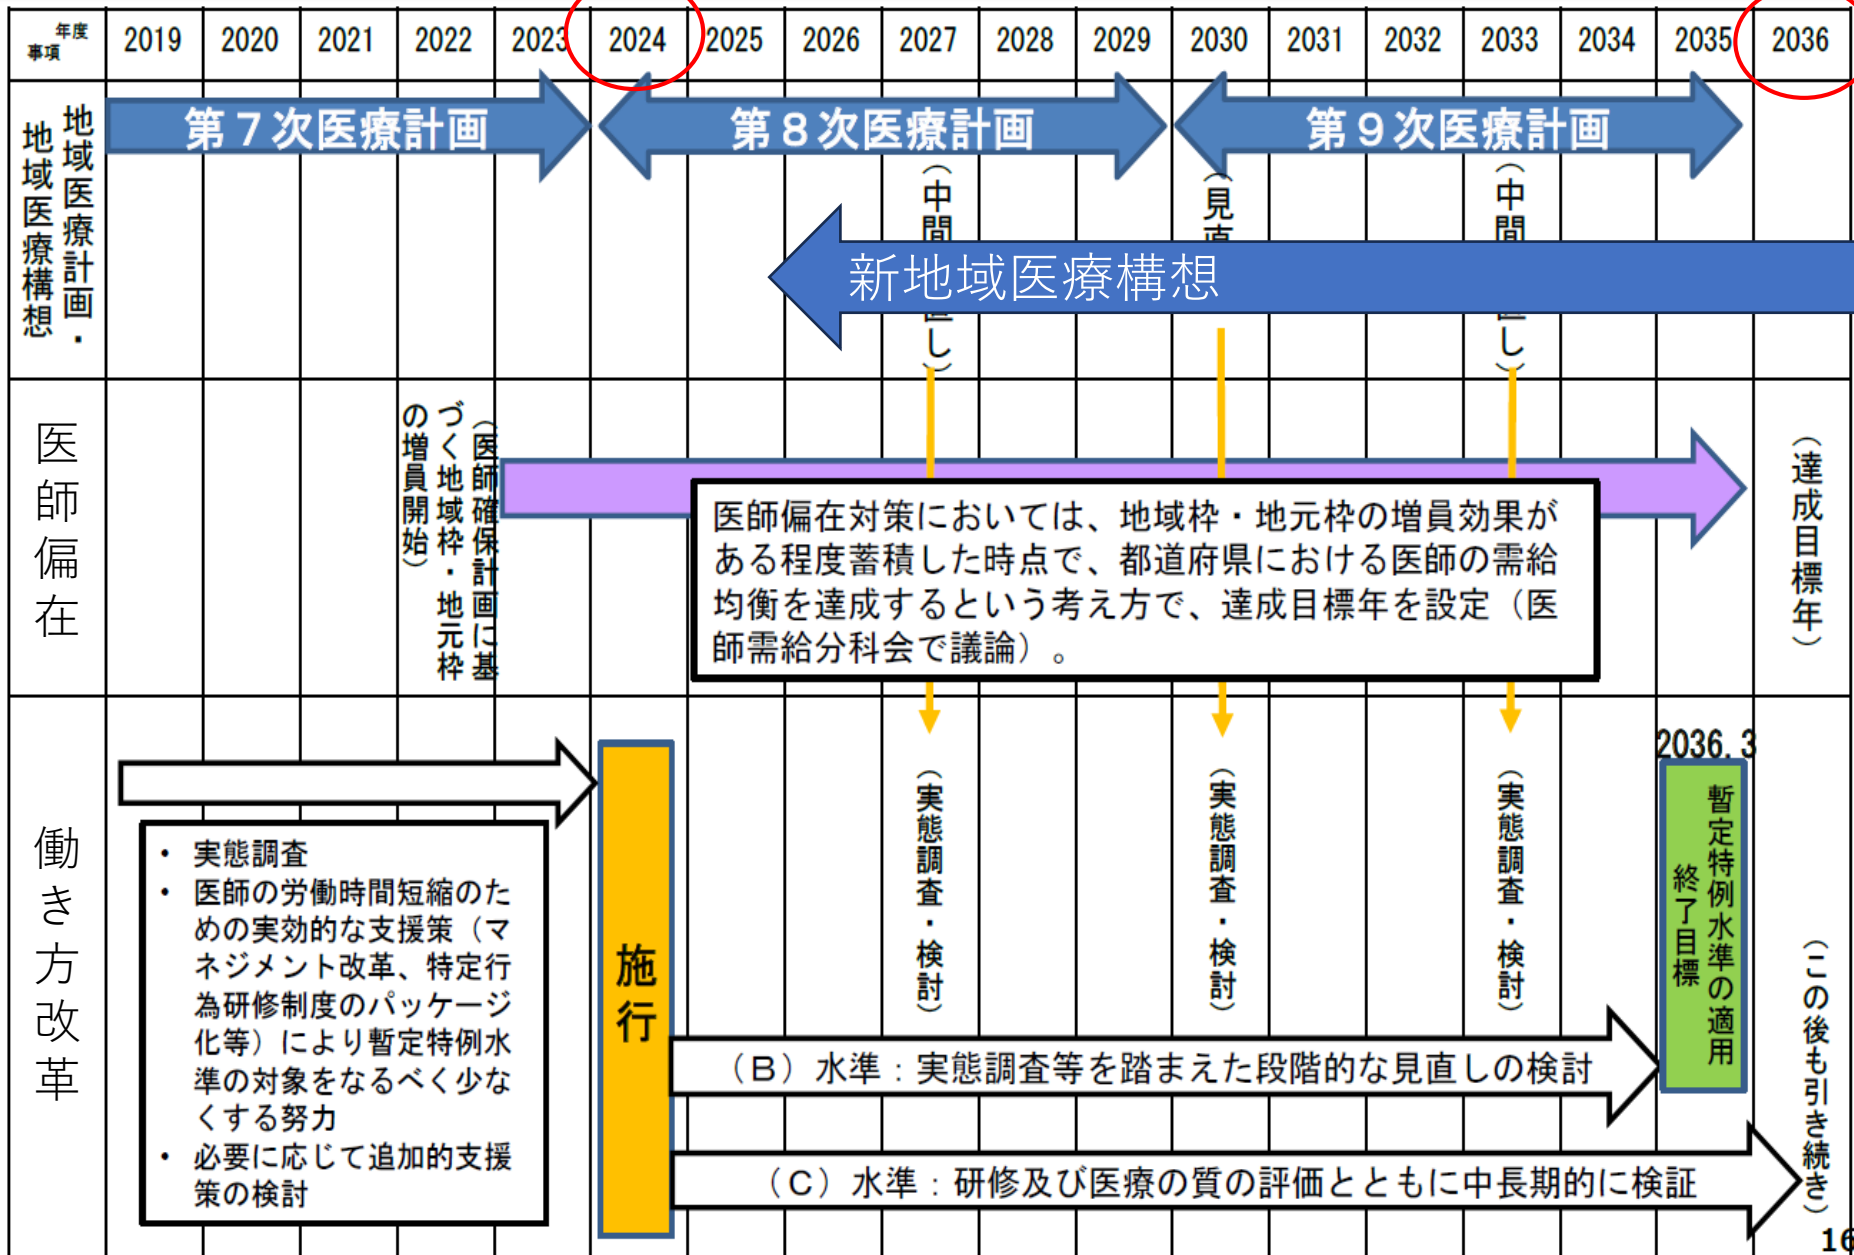 年度
事項
2019 2020 2021 2022 2023 2024 2025 2026 2027 2028 2029 2030 2031 2032 2033 2034 2035 2036
地域医療計画・
地域医療構想
第７次医療計画
第８次医療計画
第９次医療計画
（中間
直し）
（見直
（中間
直し）
新地域医療構想
医師偏在
（医師確保計画に基
づく地域枠・地元枠
の増員開始）
医師偏在対策においては、地域枠・地元枠の増員効果が
ある程度蓄積した時点で、都道府県における医師の需給
均衡を達成するという考え方で、達成目標年を設定（医
師需給分科会で議論）。
（達成目標年）
働き方改革
・ 実態調査
・ 医師の労働時間短縮のた
めの実効的な支援策（マ
ネジメント改革、特定行
為研修制度のパッケージ
化等）により暫定特例水
準の対象をなるべく少な
くする努力
・ 必要に応じて追加的支援
策の検討
施行
（実態調査・検討）
（実態調査・検討）
（実態調査・検討）
2036.3
暫定特例水準の適用
終了目標
（Ｂ）水準：実態調査等を踏まえた段階的な見直しの検討
（Ｃ）水準：研修及び医療の質の評価とともに中長期的に検証
（この後も引き続き）
16